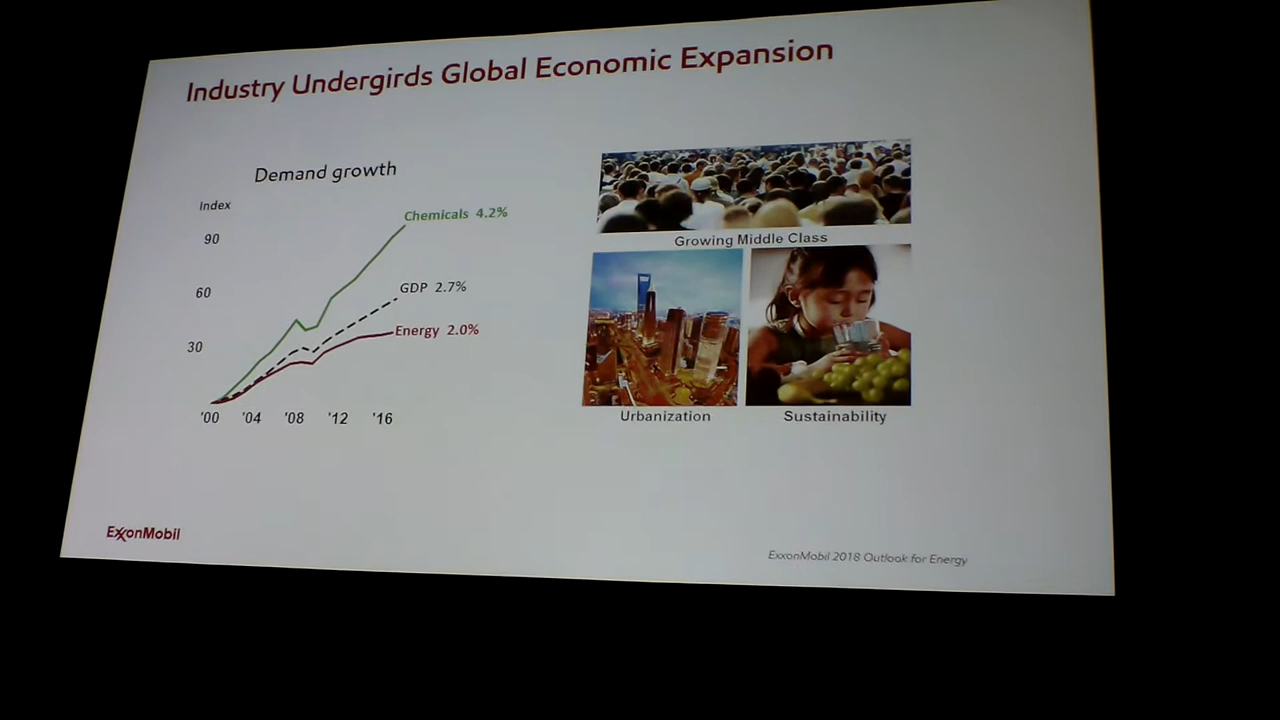 Industry Undergirds Global Economic Expansion
Demand growth
Index
90
60
30
'00 '04 '08 '12 '16
Chemicals 4.2%
GDP 2.7%
Energy 2.0%
Growing Middle Class
Urbanization
Sustainability
ExxonMobil
ExxonMobil 2018 Outlook for Energy